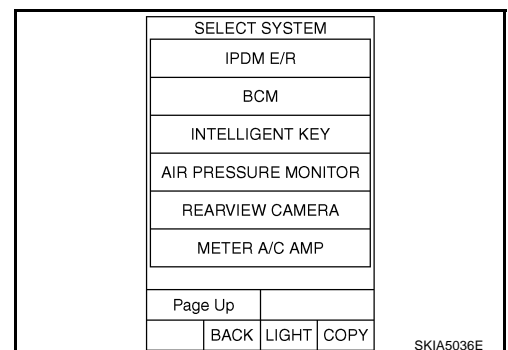 SELECT SYSTEM
IPDM E/R
BCM
INTELLIGENT KEY
AIR PRESSURE MONITOR
REARVIEW CAMERA
METER A/C AMP
Page Up
BACK LIGHT COPY
SKIA5036E